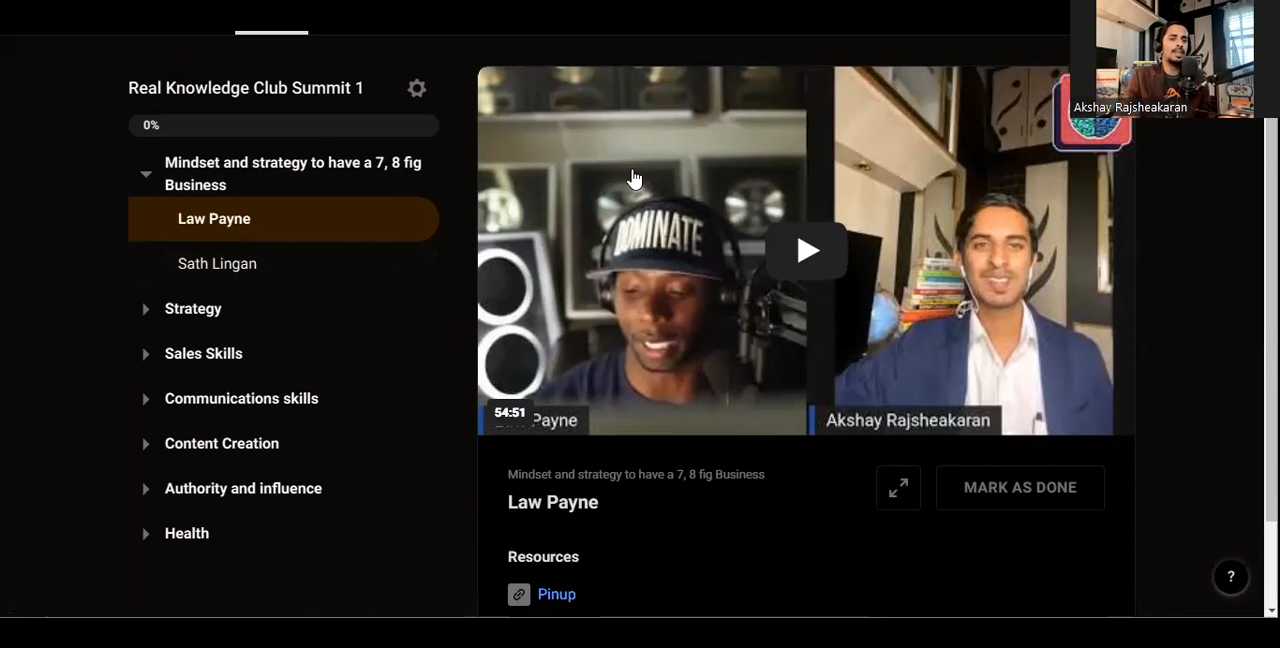 Akshay Rajsheakaran
Real Knowledge Club Summit 1
0%
Mindset and strategy to have a 7, 8 fig
Business
Law Payne
Sath Lingan
Strategy
Sales Skills
Communications skills
Content Creation
Authority and influence
Health
DOMINATE
54:51
Payne
Akshay Rajsheakaran
Mindset and strategy to have a 7, 8 fig Business
Law Payne
MARK AS DONE
Resources
Pinup
?